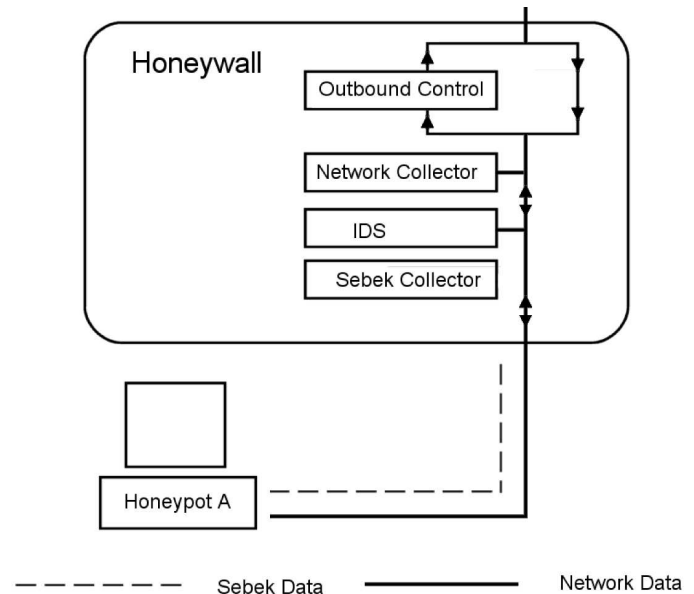 Honeywall
Outbound Control
Network Collector
IDS
Sebek Collector
Honeypot A
Sebek Data
Network Data